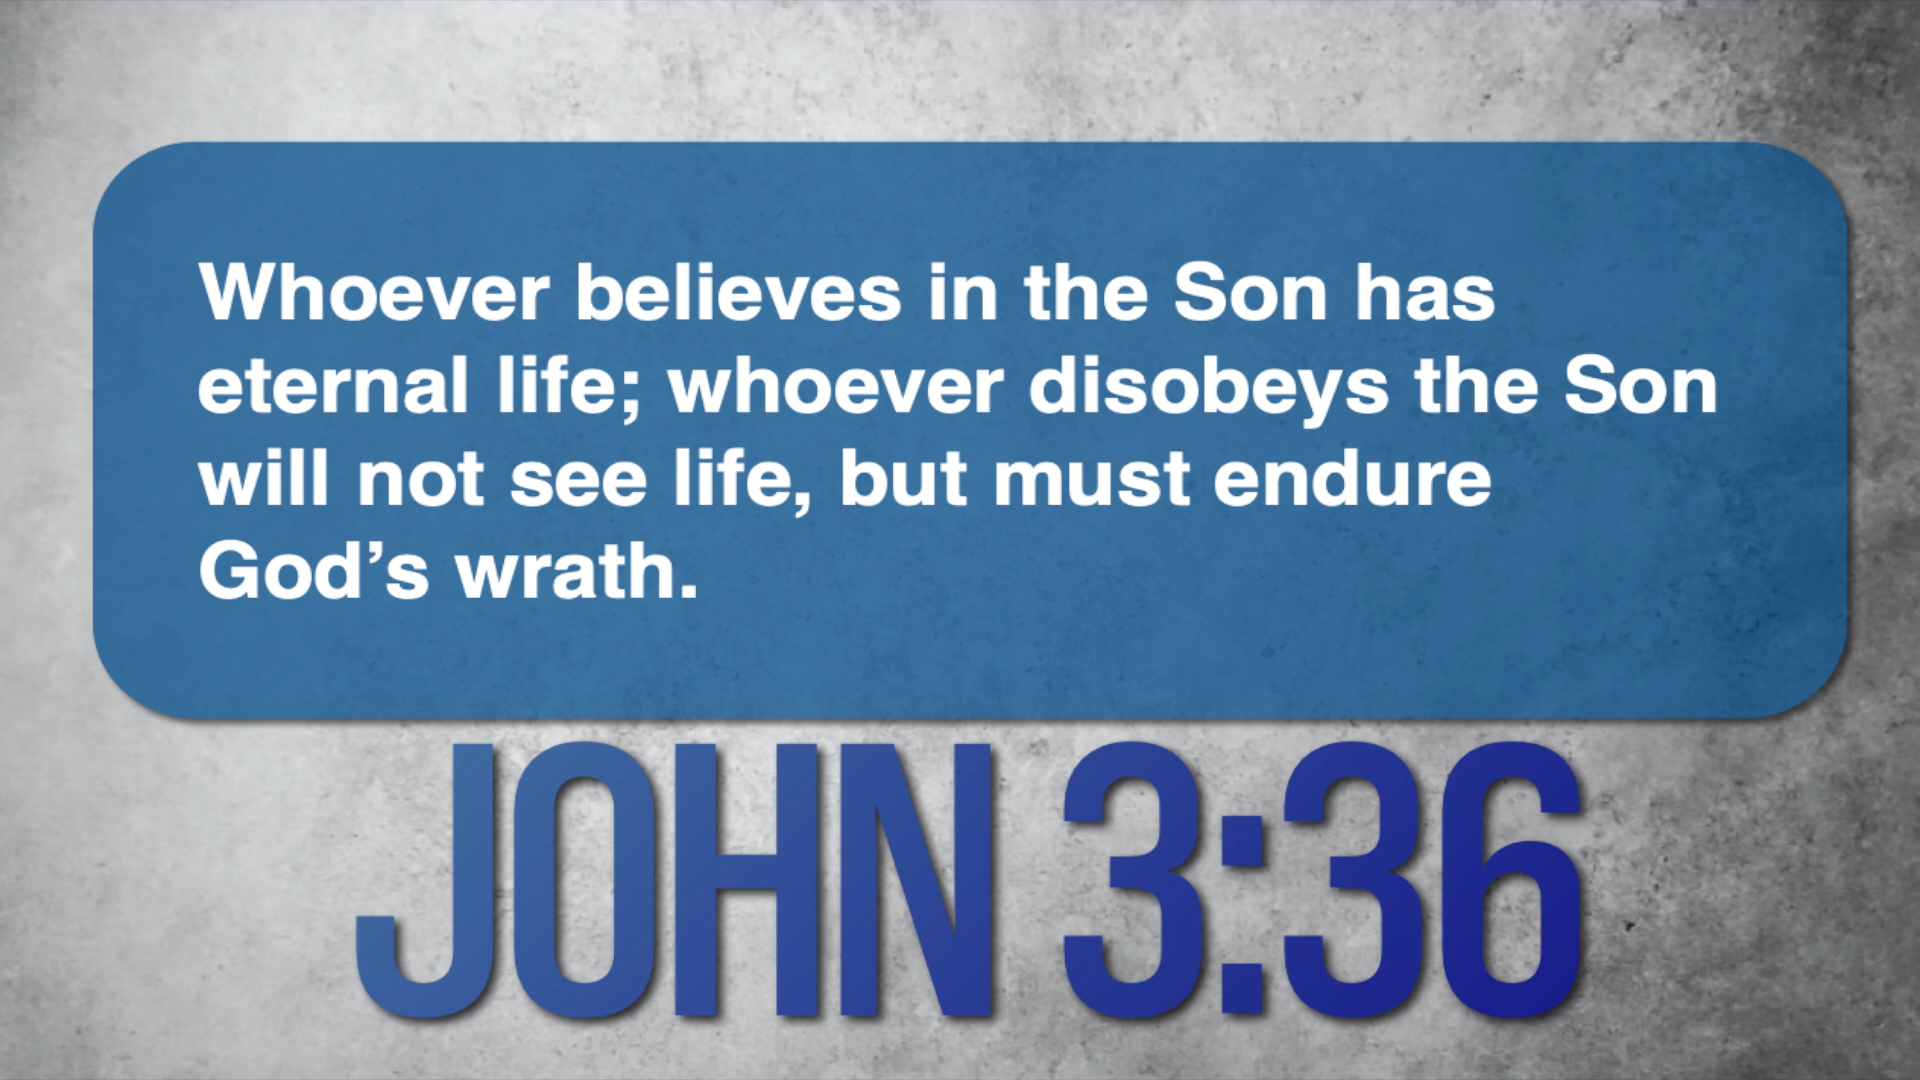 Whoever believes in the Son has
eternal life; whoever disobeys the Son
will not see life, but must endure
God’s wrath.
JOHN 3:36